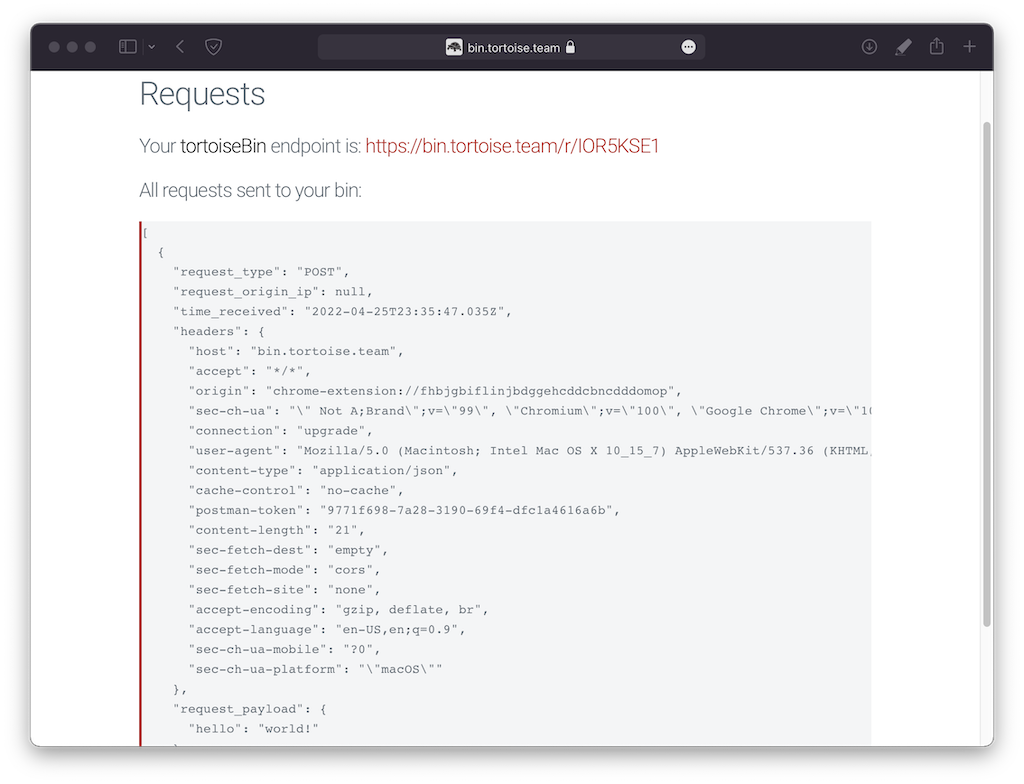 bin.tortoise.team
Requests
Your tortoiseBin endpoint is: https://bin.tortoise.team/r/IOR5KSE1
All requests sent to your bin:
[
{
"request_type": "POST",
"request_origin_ip": null,
"time_received": "2022-04-25T23:35:47.035Z",
"headers": {
"host": "bin.tortoise.team",
"accept": "*/*",
"origin": "chrome-extension://fhbjgbiflinjbdggehcddcbncdddomop",
"sec-ch-ua": "\" Not A;Brand\";v=\"99\", \"Chromium\";v=\"100\", \"Google Chrome\";v=\"10
"connection": "upgrade",
"user-agent": "Mozilla/5.0 (Macintosh; Intel Mac OS X 10_15_7) AppleWebKit/537.36 (KHTML,
"content-type": "application/json",
"cache-control": "no-cache",
"postman-token": "9771f698-7a28-3190-69f4-dfc1a4616a6b",
"content-length": "21",
"sec-fetch-dest": "empty",
"sec-fetch-mode": "cors",
"sec-fetch-site": "none",
"accept-encoding": "gzip, deflate, br",
"accept-language": "en-US,en;q=0.9",
"sec-ch-ua-mobile": "?0",
"sec-ch-ua-platform": "\"macOS\""
},
"request_payload": {
"hello": "world!"